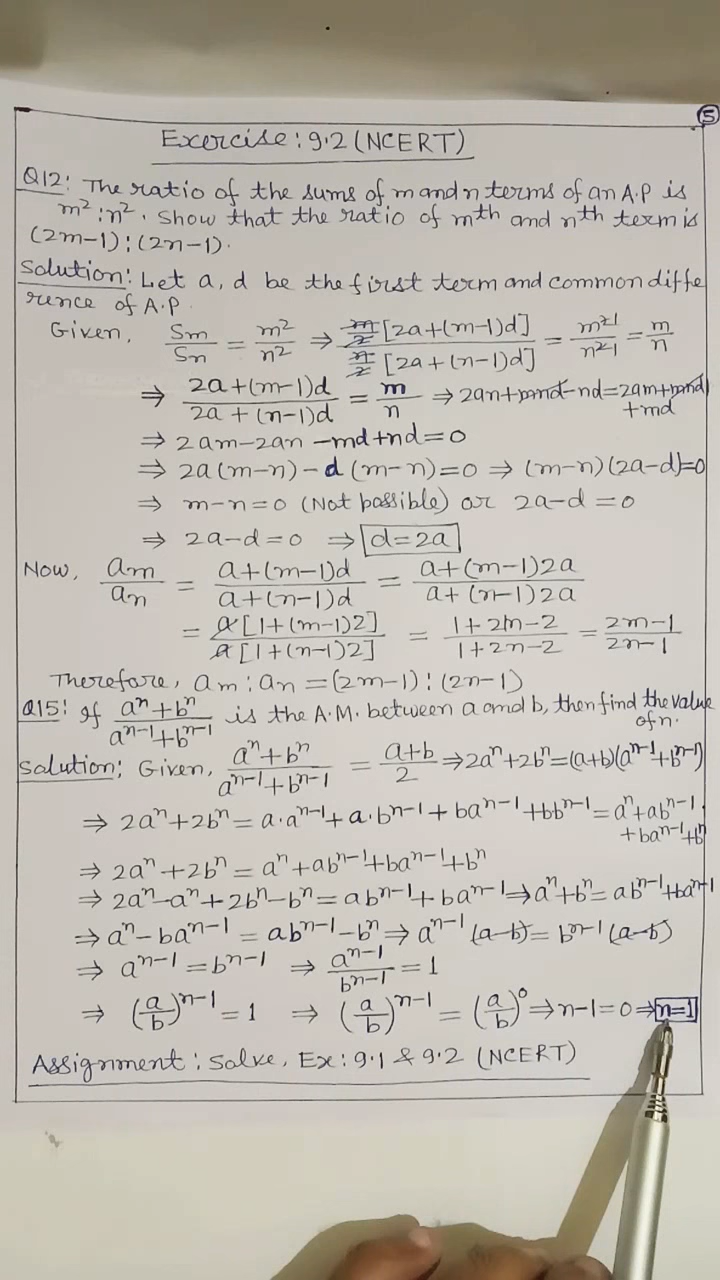 ⑤
Exercise: 9.2 (NCERT)
Q12: The ratio of the sums of m and n terms of an A.P is
m²:n². Show that the ratio of mth and nth term is
(2m-1):(2n-1).
Solution: Let a, d be the first term and common diffe
rence of A.P.
Given, Sm/Sn = m²/n² ⇒ m/2 [2a+(m-1)d] / n/2 [2a+(n-1)d] = m²⁻¹/n²⁻¹ = m/n
⇒ 2a+(m-1)d / 2a+(n-1)d = m/n ⇒ 2an+mnd-nd=2am+mnd
+md
⇒ 2am-2an-md+nd=0
⇒ 2a(m-n)-d(m-n)=0 ⇒ (m-n)(2a-d)=0
⇒ m-n=0 (Not possible) or 2a-d=0
⇒ 2a-d=0 ⇒ d=2a
Now, am/an = a+(m-1)d / a+(n-1)d = a+(m-1)2a / a+(n-1)2a
= a[1+(m-1)2] / a[1+(n-1)2] = 1+2m-2 / 1+2n-2 = 2m-1 / 2n-1
Therefore, am:an=(2m-1):(2n-1)
Q15: If aⁿ+bⁿ / aⁿ⁻¹+bⁿ⁻¹ is the A.M. between a and b, then find the value
of n.
Solution: Given, aⁿ+bⁿ / aⁿ⁻¹+bⁿ⁻¹ = a+b / 2 ⇒ 2aⁿ+2bⁿ=(a+b)(aⁿ⁻¹+bⁿ⁻¹)
⇒ 2aⁿ+2bⁿ=a·aⁿ⁻¹+a·bⁿ⁻¹+baⁿ⁻¹+bbⁿ⁻¹=aⁿ+abⁿ⁻¹
+baⁿ⁻¹+bⁿ
⇒ 2aⁿ+2bⁿ=aⁿ+abⁿ⁻¹+baⁿ⁻¹+bⁿ
⇒ 2aⁿ-aⁿ+2bⁿ-bⁿ=abⁿ⁻¹+baⁿ⁻¹⇒aⁿ+bⁿ=abⁿ⁻¹+baⁿ⁻¹
⇒ aⁿ-baⁿ⁻¹=abⁿ⁻¹-bⁿ⇒ aⁿ⁻¹(a-b)=bⁿ⁻¹(a-b)
⇒ aⁿ⁻¹=bⁿ⁻¹ ⇒ aⁿ⁻¹/bⁿ⁻¹=1
⇒ (a/b)ⁿ⁻¹=1 ⇒ (a/b)ⁿ⁻¹=(a/b)⁰⇒n-1=0⇒n=1
Assignment: Solve, Ex: 9.1 & 9.2 (NCERT)